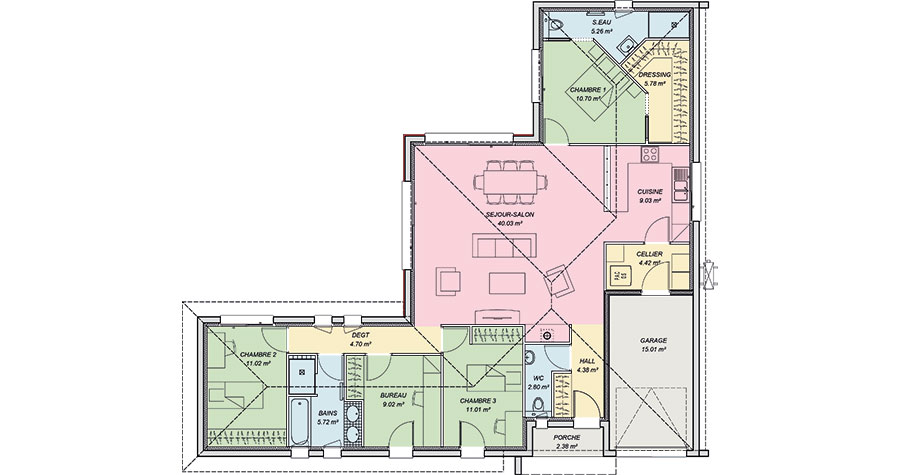 S.EAU
5.26 m²
DRESSING
5.78 m²
CHAMBRE 1
10.70 m²
CUISINE
9.03 m²
SEJOUR-SALON
40.03 m²
CELLIER
4.42 m²
PAC
DEGT
4.70 m²
GARAGE
15.01 m²
CHAMBRE 2
11.02 m²
HALL
4.38 m²
WC
2.80 m²
BUREAU
9.02 m²
CHAMBRE 3
11.01 m²
BAINS
5.72 m²
PORCHE
2.38 m²